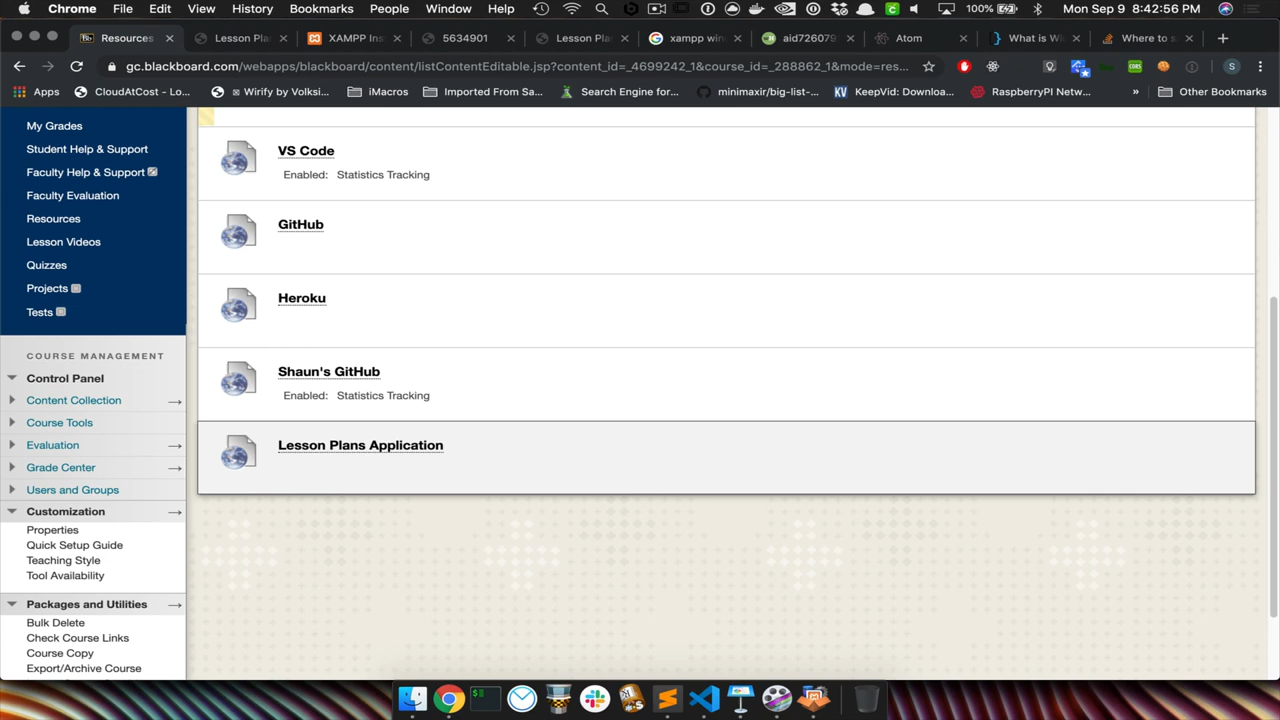 Chrome File Edit View History Bookmarks People Window Help 100% Mon Sep 9 8:42:56 PM
Resources
Lesson Pla
XAMPP Ins
5634901
Lesson Pla
xampp win
aid726079
Atom
What is Wi
Where to s
gc.blackboard.com/webapps/blackboard/content/listContentEditable.jsp?content_id=_4699242_1&course_id=_288862_1&mode=res...
CORS
S
Apps CloudAtCost - Lo... Wirify by Volksi... iMacros Imported From Sa... Search Engine for... minimaxir/big-list-... KV KeepVid: Downloa... RaspberryPI Netw... » Other Bookmarks
My Grades
Student Help & Support
Faculty Help & Support
Faculty Evaluation
Resources
Lesson Videos
Quizzes
Projects
Tests
COURSE MANAGEMENT
Control Panel
Content Collection
Course Tools
Evaluation
Grade Center
Users and Groups
Customization
Properties
Quick Setup Guide
Teaching Style
Tool Availability
Packages and Utilities
Bulk Delete
Check Course Links
Course Copy
Export/Archive Course
VS Code
Enabled: Statistics Tracking
GitHub
Heroku
Shaun's GitHub
Enabled: Statistics Tracking
Lesson Plans Application